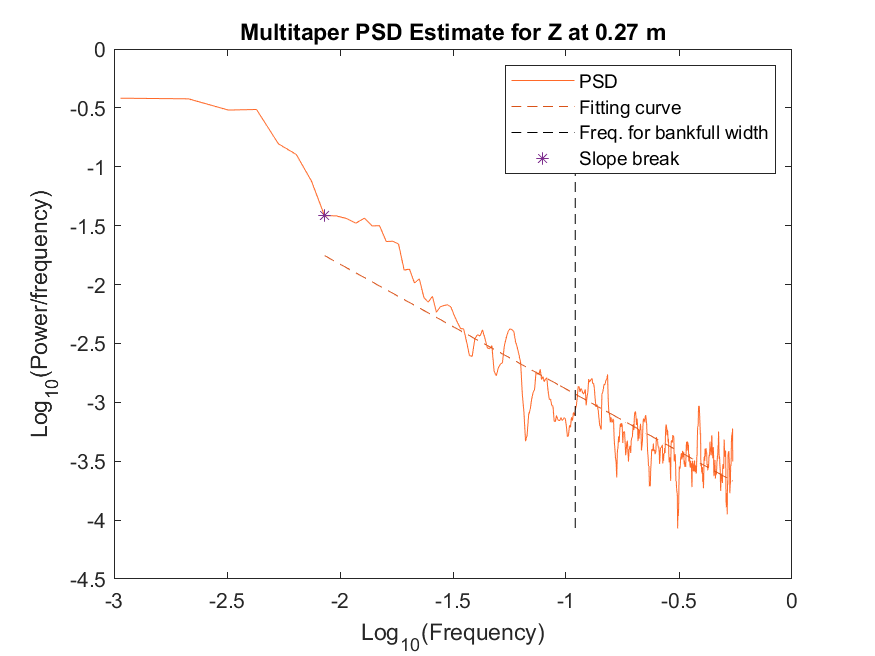 Multitaper PSD Estimate for Z at 0.27 m
PSD
Fitting curve
Freq. for bankfull width
Slope break
Log10(Power/frequency)
0
-0.5
-1
-1.5
-2
-2.5
-3
-3.5
-4
-4.5
-3
-2.5
-2
-1.5
-1
-0.5
0
Log10(Frequency)